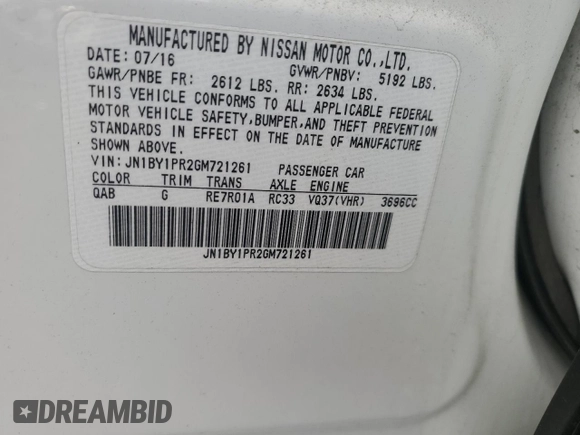 MANUFACTURED BY NISSAN MOTOR CO.,LTD.
DATE: 07/16 GVWR/PNBV: 5192 LBS.
GAWR/PNBE FR: 2612 LBS. RR: 2634 LBS.
THIS VEHICLE CONFORMS TO ALL APPLICABLE FEDERAL
MOTOR VEHICLE SAFETY,BUMPER,AND THEFT PREVENTION
STANDARDS IN EFFECT ON THE DATE OF MANUFACTURE
SHOWN ABOVE.
VIN: JN1BY1PR2GM721261 PASSENGER CAR
COLOR TRIM TRANS AXLE ENGINE
QAB G RE7R01A RC33 VQ37(VHR) 3696CC
JN1BY1PR2GM721261
DREAMBID